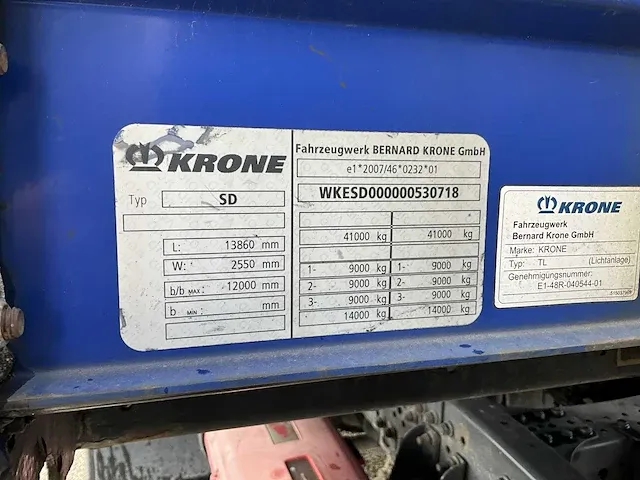 KRONE
Typ SD
L: 13860 mm
W: 2550 mm
b/b MAX: 12000 mm
b MIN: mm
Fahrzeugwerk BERNARD KRONE GmbH
e1*2007/46*0232*01
WKESD000000530718
41000 kg 41000 kg
1- 9000 kg 1- 9000 kg
2- 9000 kg 2- 9000 kg
3- 9000 kg 3- 9000 kg
14000 kg 14000 kg
KRONE
Fahrzeugwerk
Bernard Krone GmbH
Marke: KRONE
Typ: TL (Lichtanlage)
Genehmigungsnummer:
E1-48R-040544-01